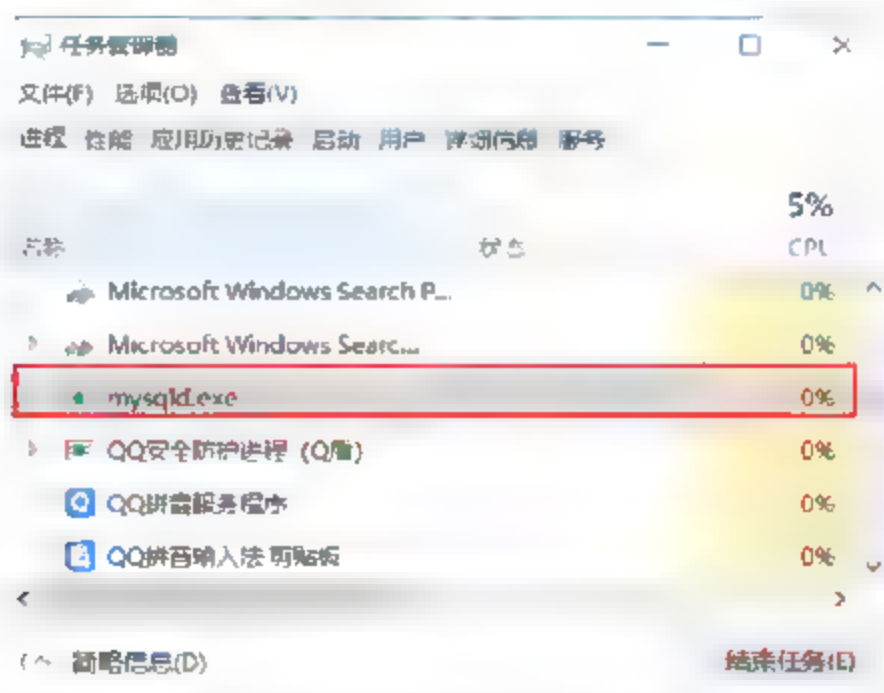 任务管理器
文件(F) 选项(O) 查看(V)
进程 性能 应用历史记录 启动 用户 详细信息 服务
5%
名称 状态 CPU
Microsoft Windows Search P... 0%
Microsoft Windows Searc... 0%
mysqld.exe 0%
QQ安全防护进程 (Q盾) 0%
QQ拼音服务程序 0%
QQ拼音输入法 剪贴板 0%
简略信息(D) 结束任务(E)